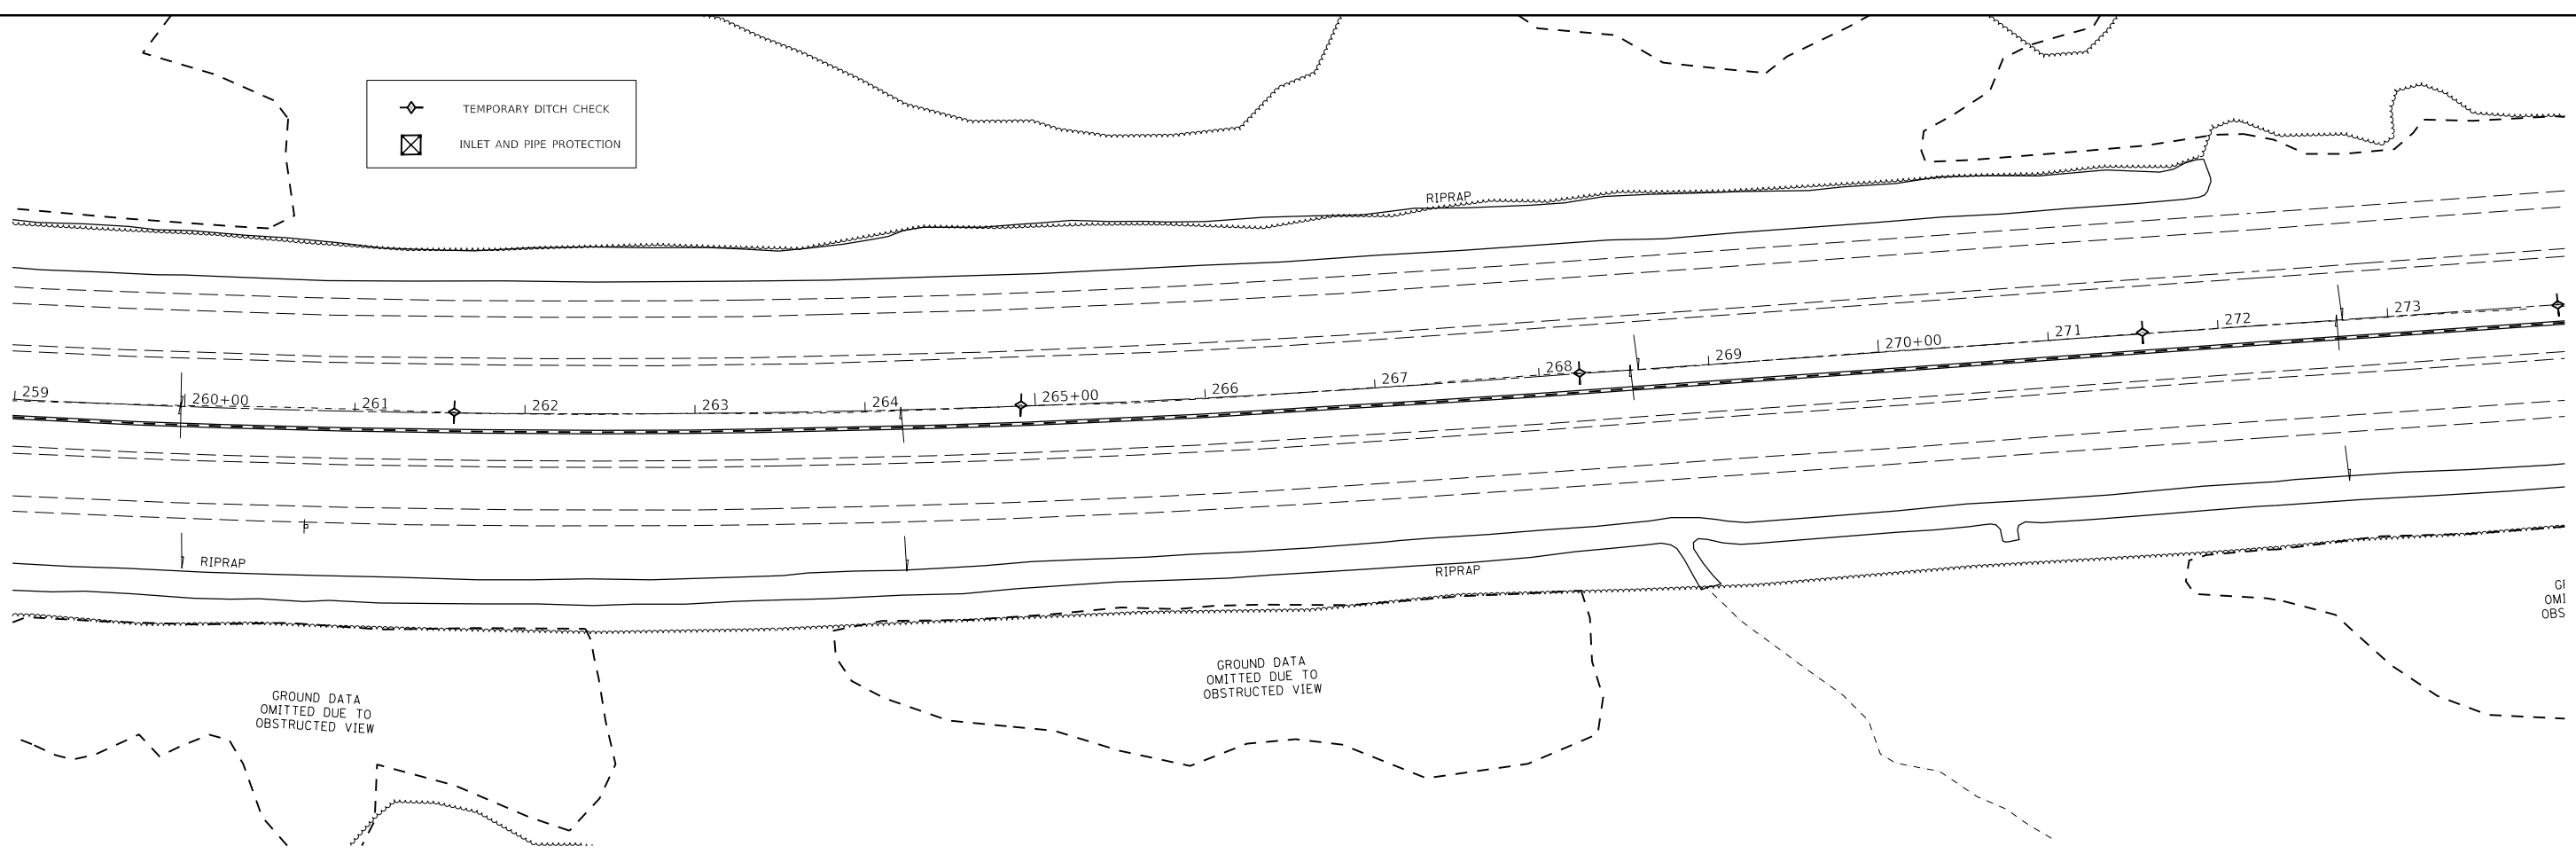 TEMPORARY DITCH CHECK
INLET AND PIPE PROTECTION
RIPRAP
259
260+00
261
262
263
264
265+00
266
267
268
269
270+00
271
272
273
P
RIPRAP
RIPRAP
GROUND DATA
OMITTED DUE TO
OBSTRUCTED VIEW
GROUND DATA
OMITTED DUE TO
OBSTRUCTED VIEW
OMI
OBS